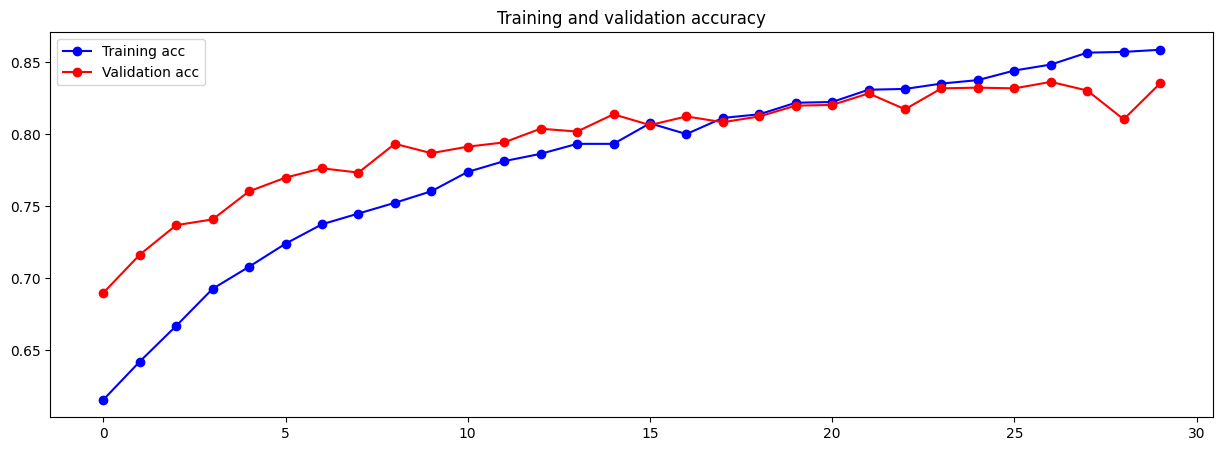 Training and validation accuracy
Training acc
Validation acc
0.85
0.80
0.75
0.70
0.65
0 5 10 15 20 25 30